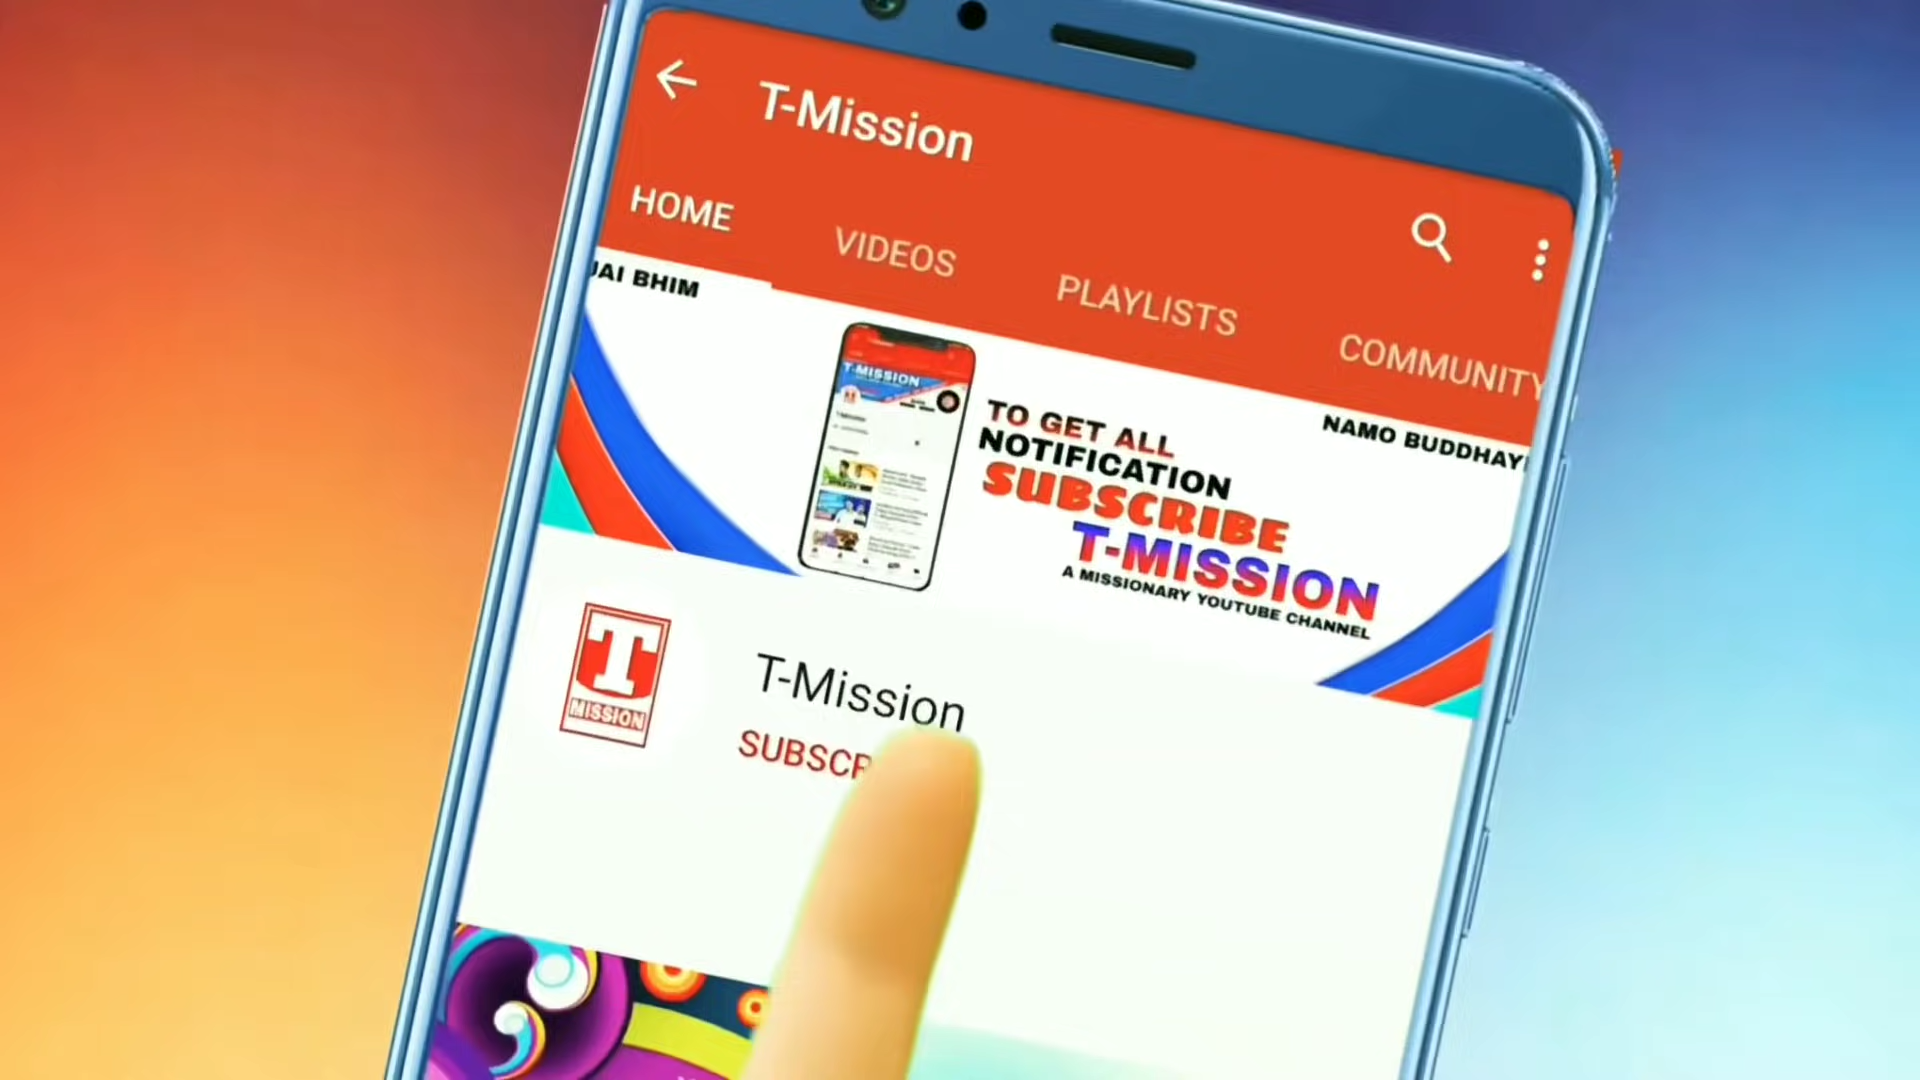 T-Mission
HOME
VIDEOS
PLAYLISTS
COMMUNITY
JAI BHIM
NAMO BUDDHAY
T-MISSION
TO GET ALL
NOTIFICATION
SUBSCRIBE
T-MISSION
A MISSIONARY YOUTUBE CHANNEL
T
MISSION
T-Mission
SUBSCR